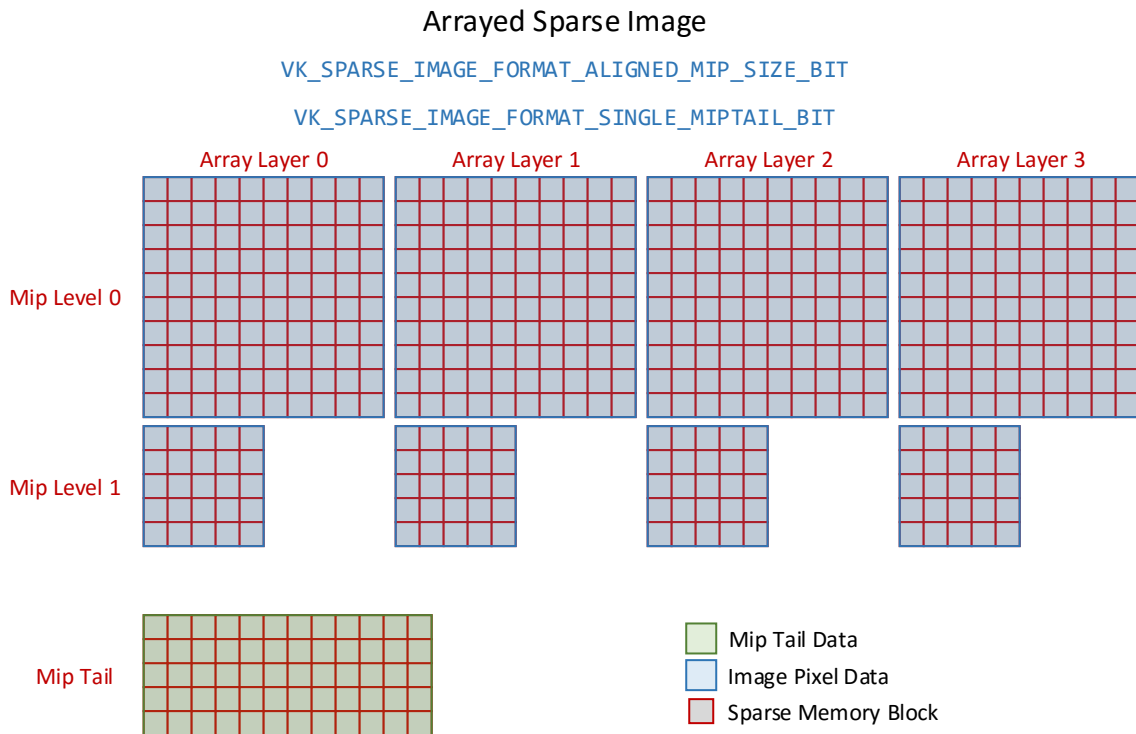 Arrayed Sparse Image
VK_SPARSE_IMAGE_FORMAT_ALIGNED_MIP_SIZE_BIT
VK_SPARSE_IMAGE_FORMAT_SINGLE_MIPTAIL_BIT
Array Layer 0
Array Layer 1
Array Layer 2
Array Layer 3
Mip Level 0
Mip Level 1
Mip Tail
Mip Tail Data
Image Pixel Data
Sparse Memory Block